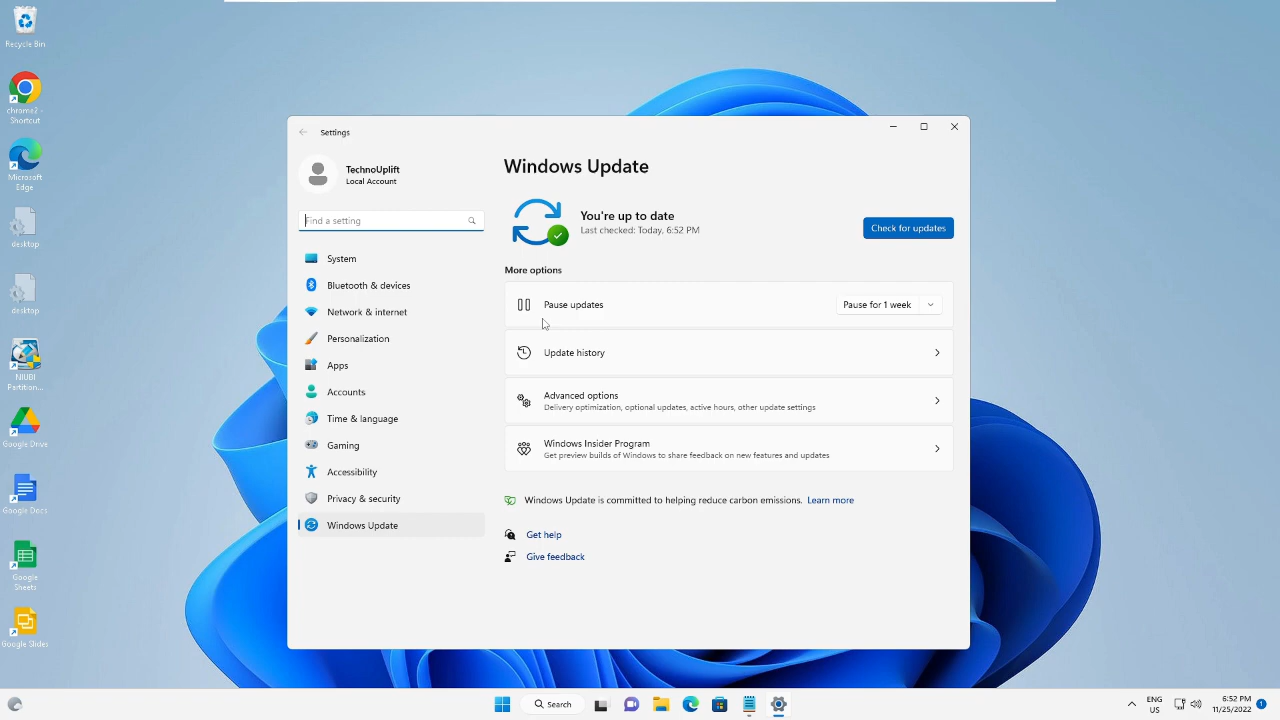 Recycle Bin
chrome2 -
Shortcut
Microsoft
Edge
desktop
desktop
NIUBI
Partition...
Google Drive
Google Docs
Google
Sheets
Google Slides
Settings
TechnoUplift
Local Account
Find a setting
System
Bluetooth & devices
Network & internet
Personalization
Apps
Accounts
Time & language
Gaming
Accessibility
Privacy & security
Windows Update
Windows Update
You're up to date
Last checked: Today, 6:52 PM
Check for updates
More options
Pause updates
Pause for 1 week
Update history
Advanced options
Delivery optimization, optional updates, active hours, other update settings
Windows Insider Program
Get preview builds of Windows to share feedback on new features and updates
Windows Update is committed to helping reduce carbon emissions. Learn more
Get help
Give feedback
Search
ENG
US
6:52 PM
11/25/2022
1